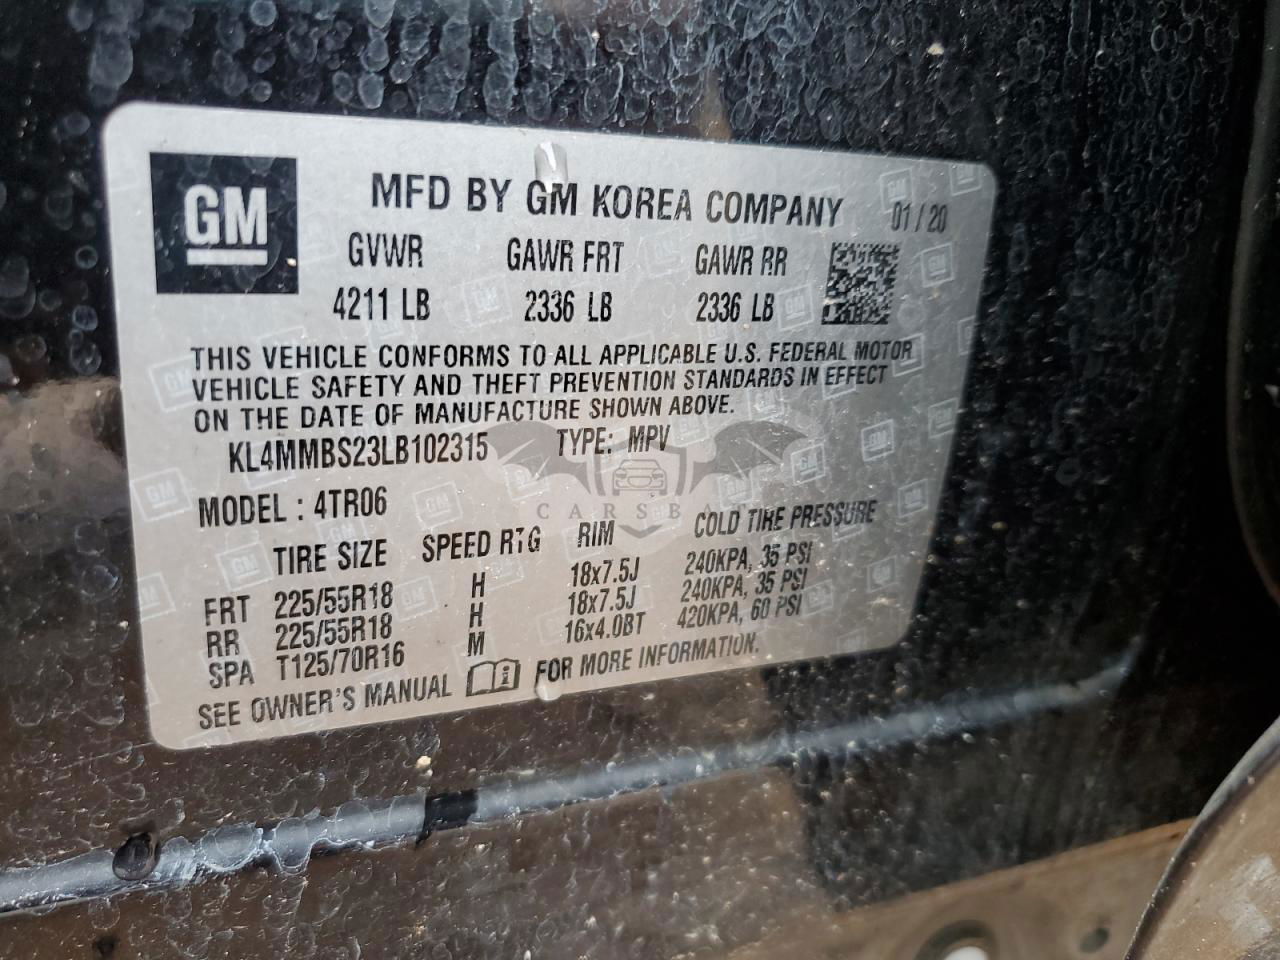 GM
MFD BY GM KOREA COMPANY 01/20
GVWR GAWR FRT GAWR RR
4211 LB 2336 LB 2336 LB
THIS VEHICLE CONFORMS TO ALL APPLICABLE U.S. FEDERAL MOTOR
VEHICLE SAFETY AND THEFT PREVENTION STANDARDS IN EFFECT
ON THE DATE OF MANUFACTURE SHOWN ABOVE.
KL4MMBS23LB102315 TYPE: MPV
MODEL : 4TR06
CARSBA
TIRE SIZE SPEED RTG RIM COLD TIRE PRESSURE
FRT 225/55R18 H 18x7.5J 240KPA, 35 PSI
RR 225/55R18 H 18x7.5J 240KPA, 35 PSI
SPA T125/70R16 M 16x4.0BT 420KPA, 60 PSI
SEE OWNER'S MANUAL FOR MORE INFORMATION.